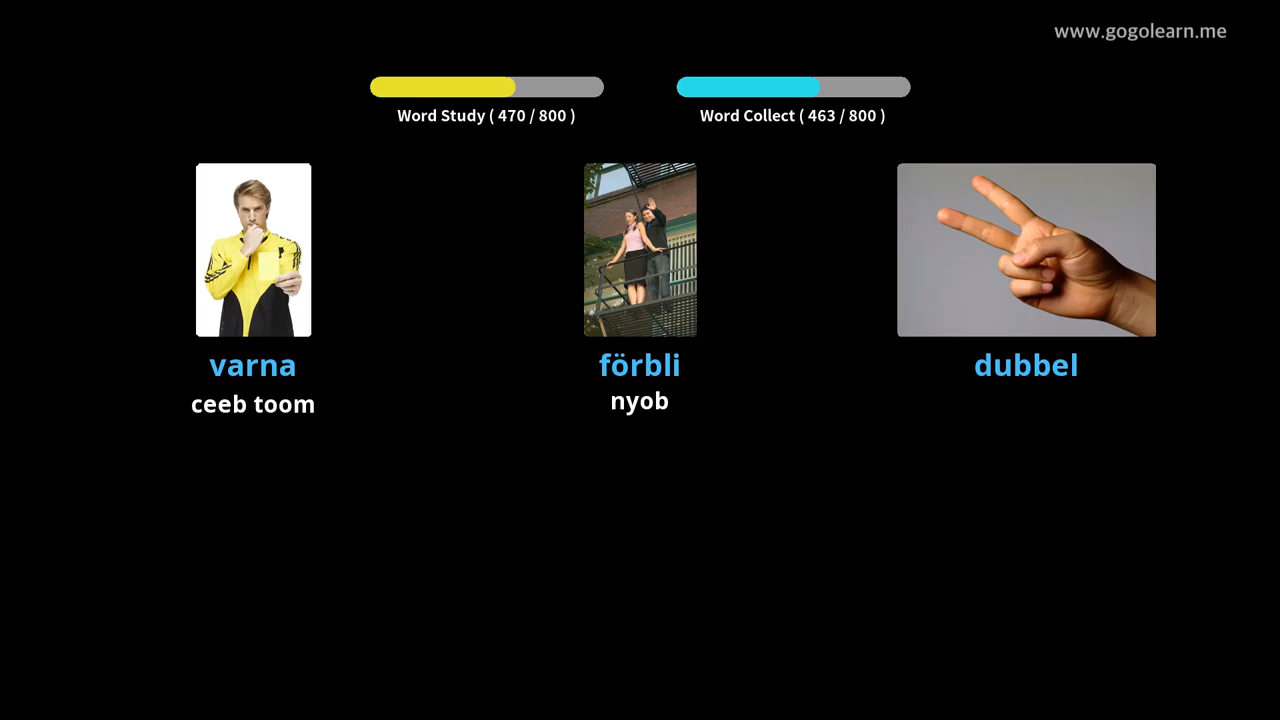 www.gogolearn.me
Word Study ( 470 / 800 )
Word Collect ( 463 / 800 )
varna
ceeb toom
förbli
nyob
dubbel